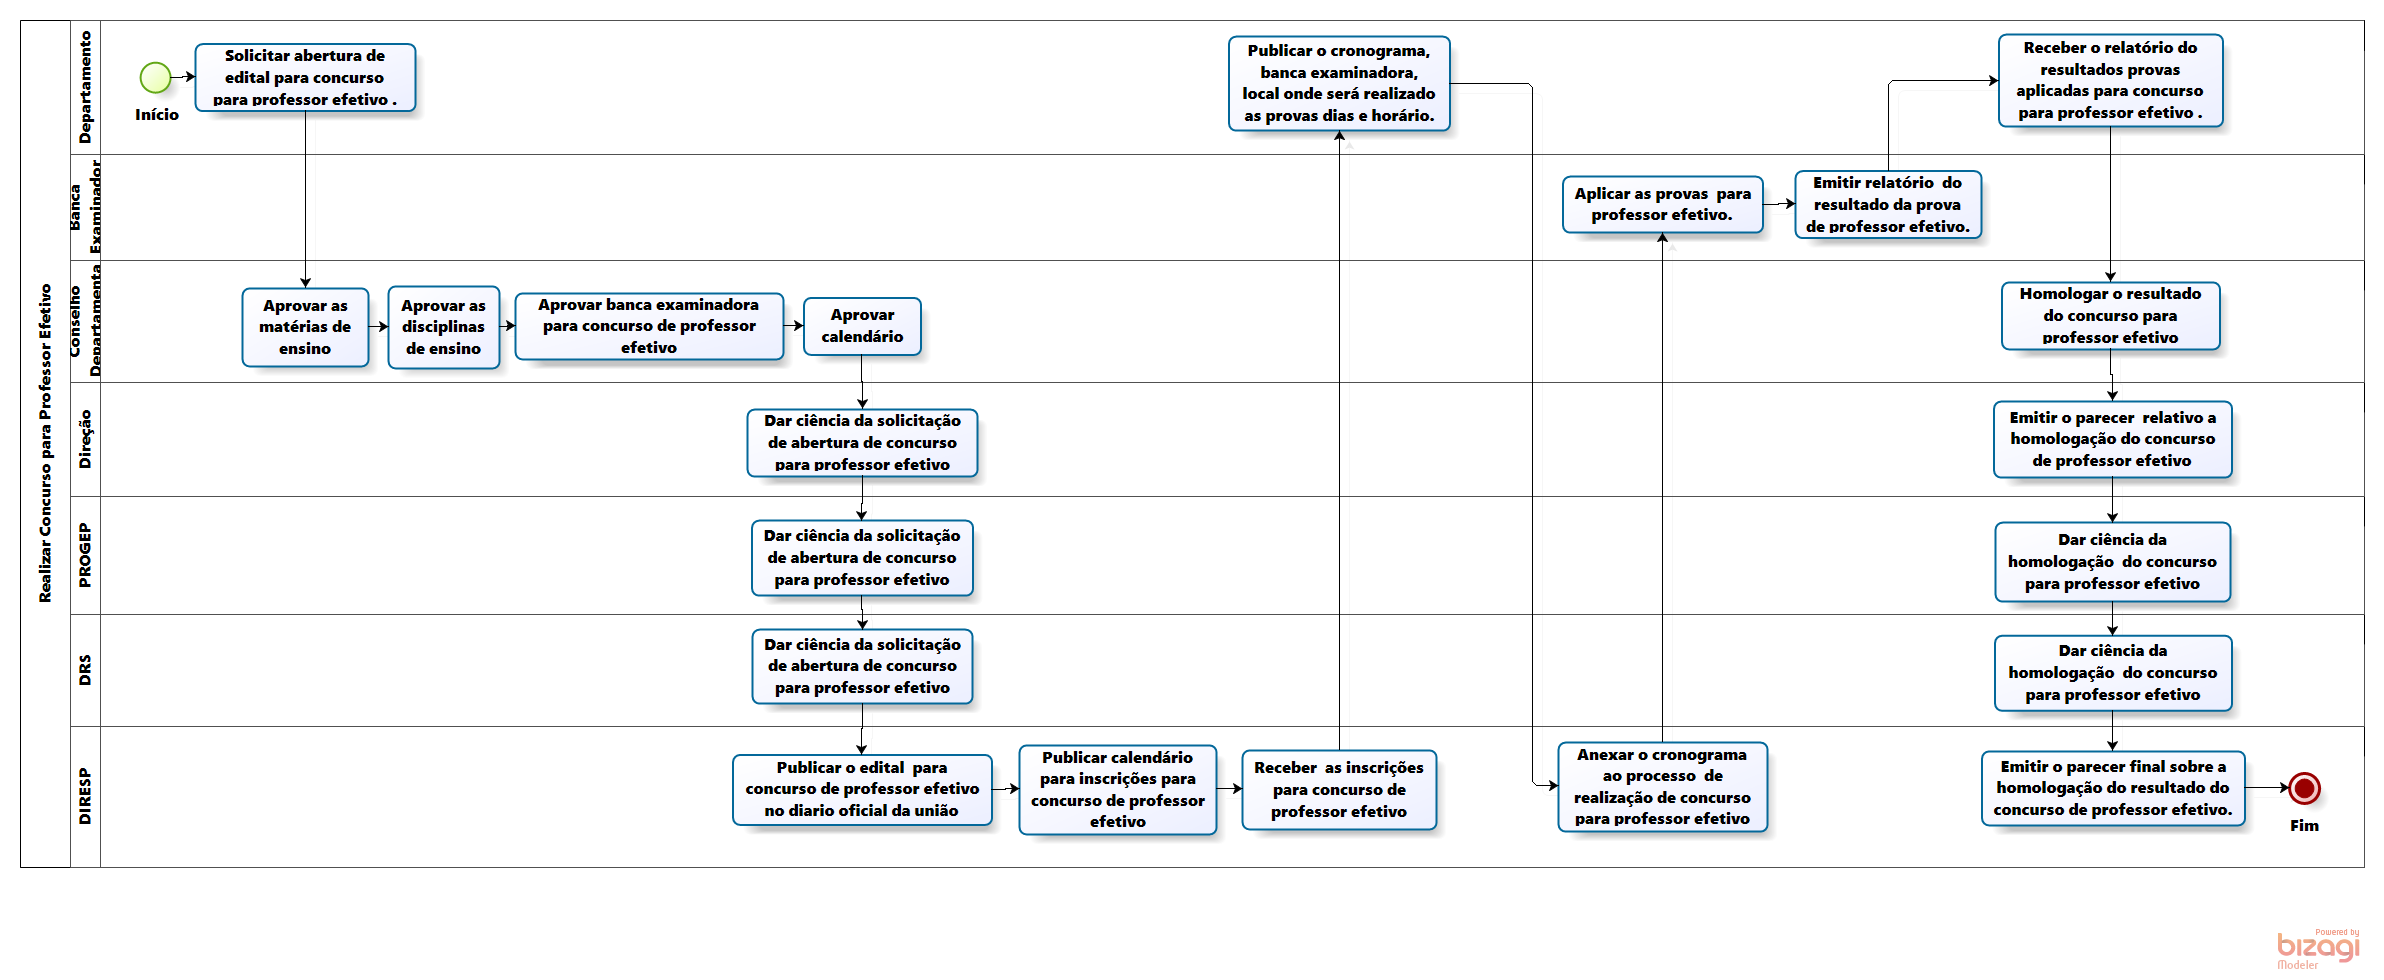 Realizar Concurso para Professor Efetivo
Departamento
Início
Solicitar abertura de
edital para concurso
para professor efetivo .
Publicar o cronograma,
banca examinadora,
local onde será realizado
as provas dias e horário.
Receber o relatório do
resultados provas
aplicadas para concurso
para professor efetivo .
Banca
Examinador
Aplicar as provas para
professor efetivo.
Emitir relatório do
resultado da prova
de professor efetivo.
Conselho
Departamenta
Aprovar as
matérias de
ensino
Aprovar as
disciplinas
de ensino
Aprovar banca examinadora
para concurso de professor
efetivo
Aprovar
calendário
Homologar o resultado
do concurso para
professor efetivo
Direção
Dar ciência da solicitação
de abertura de concurso
para professor efetivo
Emitir o parecer relativo a
homologação do concurso
de professor efetivo
PROGEP
Dar ciência da solicitação
de abertura de concurso
para professor efetivo
Dar ciência da
homologação do concurso
para professor efetivo
DRS
Dar ciência da solicitação
de abertura de concurso
para professor efetivo
Dar ciência da
homologação do concurso
para professor efetivo
DIRESP
Publicar o edital para
concurso de professor efetivo
no diario oficial da união
Publicar calendário
para inscrições para
concurso de professor
efetivo
Receber as inscrições
para concurso de
professor efetivo
Anexar o cronograma
ao processo de
realização de concurso
para professor efetivo
Emitir o parecer final sobre a
homologação do resultado do
concurso de professor efetivo.
Fim
Powered by
bizagi
Modeler